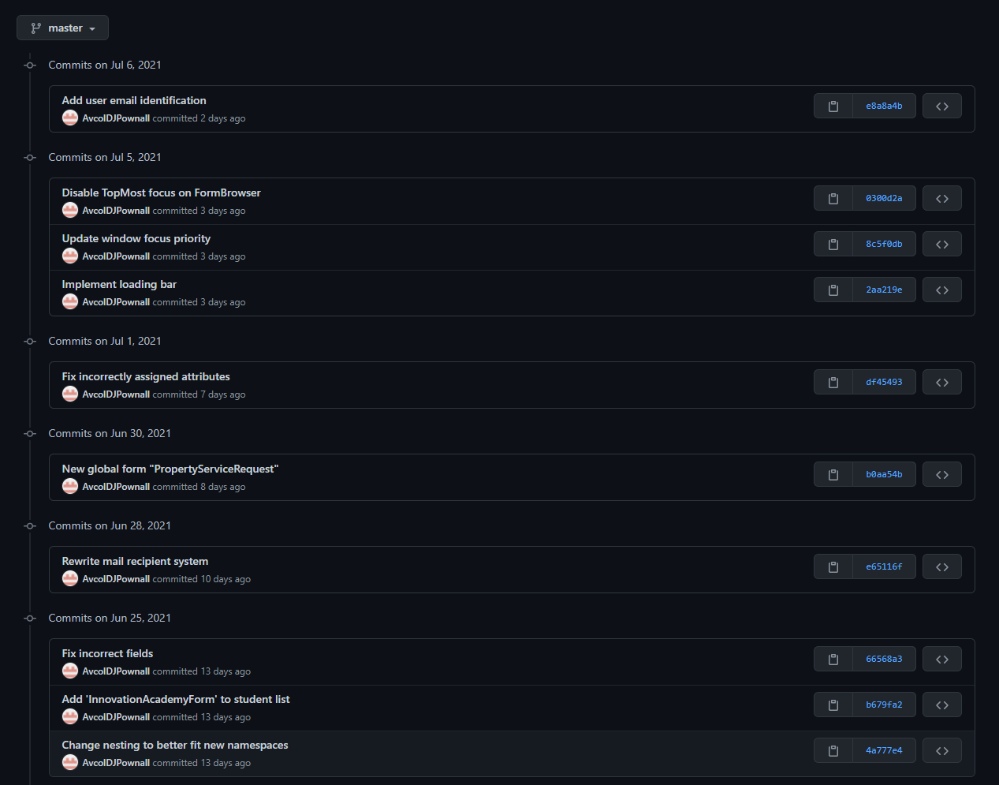 master
Commits on Jul 6, 2021
Add user email identification
e8a8a4b
AvcolDJPownall committed 2 days ago
Commits on Jul 5, 2021
Disable TopMost focus on FormBrowser
0300d2a
AvcolDJPownall committed 3 days ago
Update window focus priority
8c5f0db
AvcolDJPownall committed 3 days ago
Implement loading bar
2aa219e
AvcolDJPownall committed 3 days ago
Commits on Jul 1, 2021
Fix incorrectly assigned attributes
df45493
AvcolDJPownall committed 7 days ago
Commits on Jun 30, 2021
New global form "PropertyServiceRequest"
b0aa54b
AvcolDJPownall committed 8 days ago
Commits on Jun 28, 2021
Rewrite mail recipient system
e65116f
AvcolDJPownall committed 10 days ago
Commits on Jun 25, 2021
Fix incorrect fields
66568a3
AvcolDJPownall committed 13 days ago
Add 'InnovationAcademyForm' to student list
b679fa2
AvcolDJPownall committed 13 days ago
Change nesting to better fit new namespaces
4a777e4
AvcolDJPownall committed 13 days ago